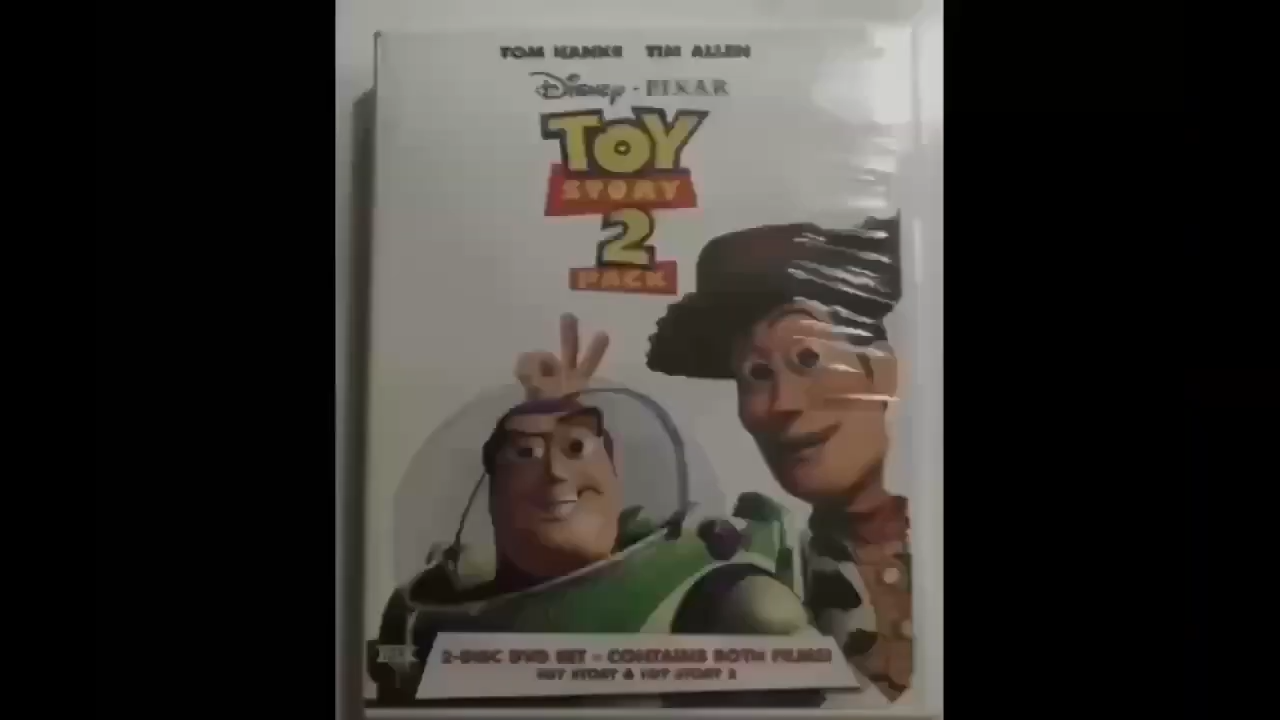 TOM HANKS TIM ALLEN
Disney · PIXAR
TOY
STORY
2
PACK
2-DISC DVD SET - CONTAINS BOTH FILMS!
TOY STORY & TOY STORY 2